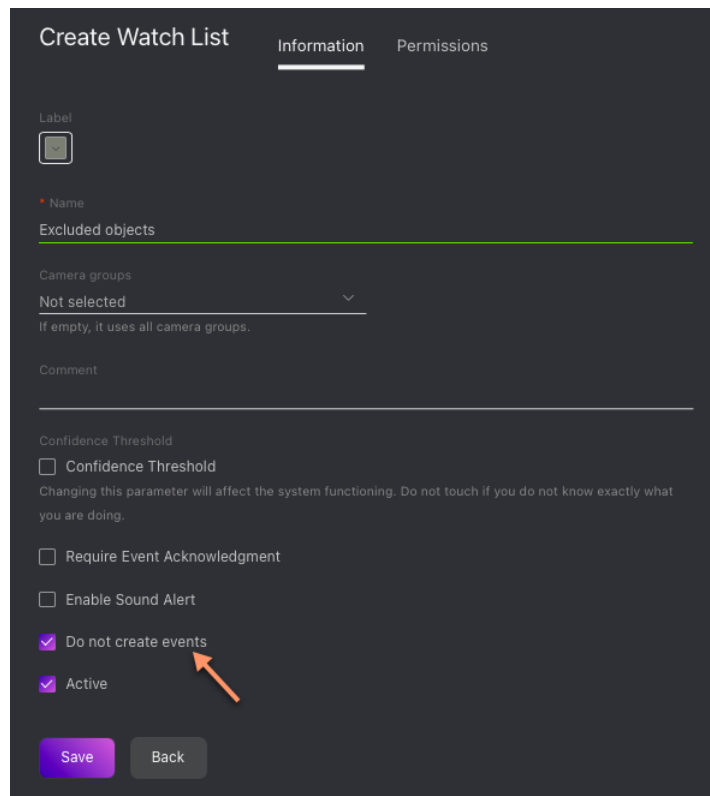 Create Watch List
Information
Permissions
Label
* Name
Excluded objects
Camera groups
Not selected
If empty, it uses all camera groups.
Comment
Confidence Threshold
Confidence Threshold
Changing this parameter will affect the system functioning. Do not touch if you do not know exactly what
you are doing.
Require Event Acknowledgment
Enable Sound Alert
Do not create events
Active
Save
Back